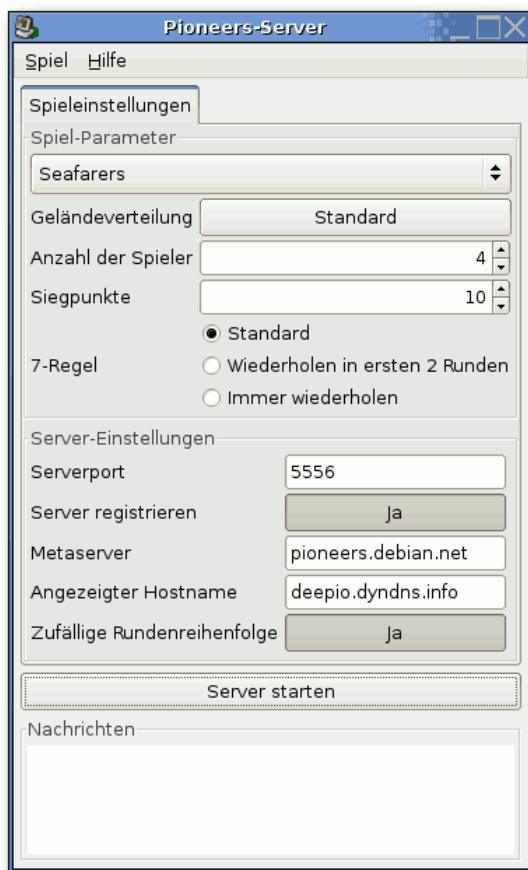 Pioneers-Server
Spiel Hilfe
Spieleinstellungen
Spiel-Parameter
Seafarers
Geländeverteilung Standard
Anzahl der Spieler 4
Siegpunkte 10
Standard
7-Regel Wiederholen in ersten 2 Runden
Immer wiederholen
Server-Einstellungen
Serverport 5556
Server registrieren Ja
Metaserver pioneers.debian.net
Angezeigter Hostname deepio.dyndns.info
Zufällige Rundenreihenfolge Ja
Server starten
Nachrichten